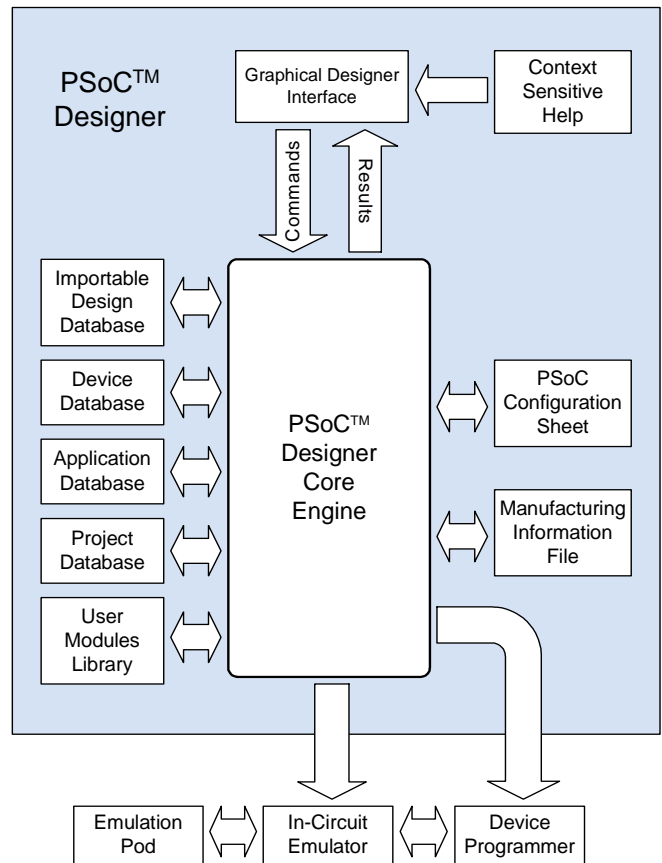 PSoC™
Designer
Graphical Designer
Interface
Context
Sensitive
Help
Commands
Results
Importable
Design
Database
Device
Database
Application
Database
Project
Database
User
Modules
Library
PSoC™
Designer
Core
Engine
PSoC
Configuration
Sheet
Manufacturing
Information
File
Emulation
Pod
In-Circuit
Emulator
Device
Programmer